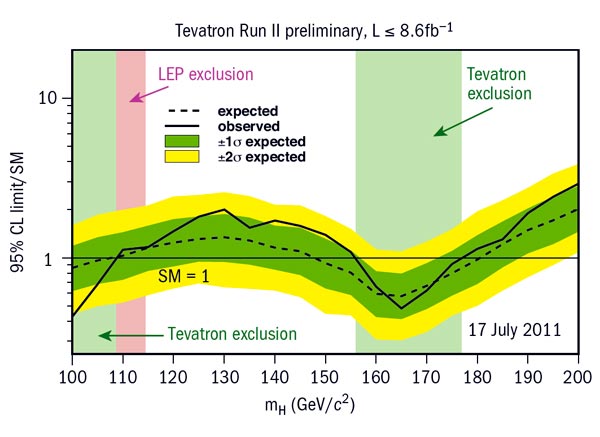 Tevatron Run II preliminary, L ≤ 8.6fb⁻¹
LEP exclusion
Tevatron
exclusion
10
expected
observed
±1σ expected
±2σ expected
95% CL limit/SM
1
SM = 1
Tevatron exclusion
17 July 2011
100 110 120 130 140 150 160 170 180 190 200
mH (GeV/c²)